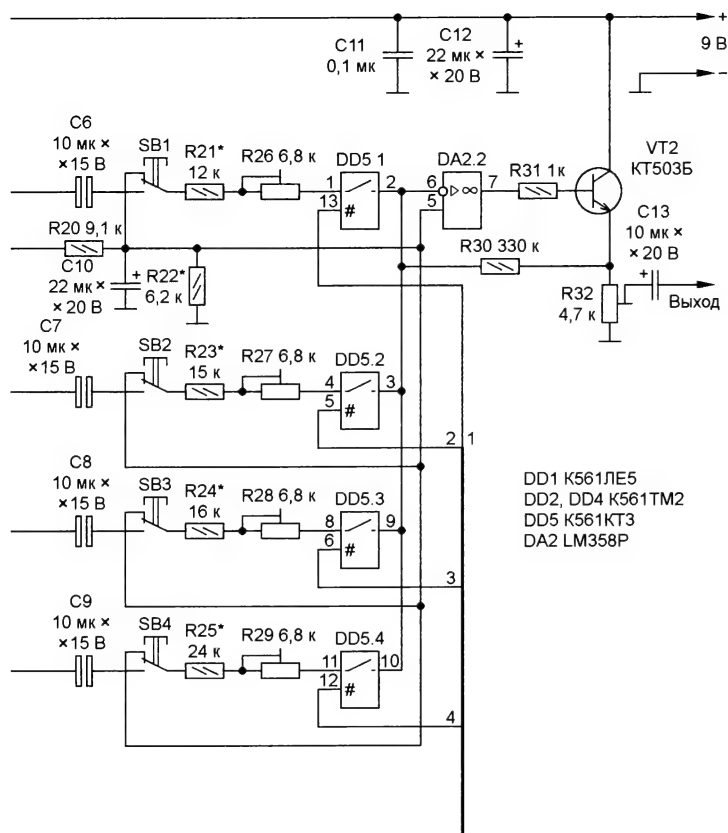 +
9 В
−
C11
0,1 мк
C12
22 мк ×
× 20 В
+
C6
10 мк ×
×15 В
SB1
R21*
12 к
R26 6,8 к
DD5 1
1
2
13
#
DA2.2
6
5
▷ ∞
7
R31 1к
VT2
КТ503Б
C13
10 мк ×
× 20 В
+
R20 9,1 к
C10
22 мк ×
× 20 В
+
R22*
6,2 к
R30 330 к
R32
4,7 к
Выход
C7
10 мк ×
×15 В
SB2
R23*
15 к
R27 6,8 к
DD5.2
4
3
5
#
2
1
C8
10 мк ×
×15 В
SB3
R24*
16 к
R28 6,8 к
DD5.3
8
9
6
#
3
DD1 К561ЛЕ5
DD2, DD4 К561ТМ2
DD5 К561КТ3
DA2 LM358P
C9
10 мк ×
×15 В
SB4
R25*
24 к
R29 6,8 к
DD5.4
11
10
12
#
4